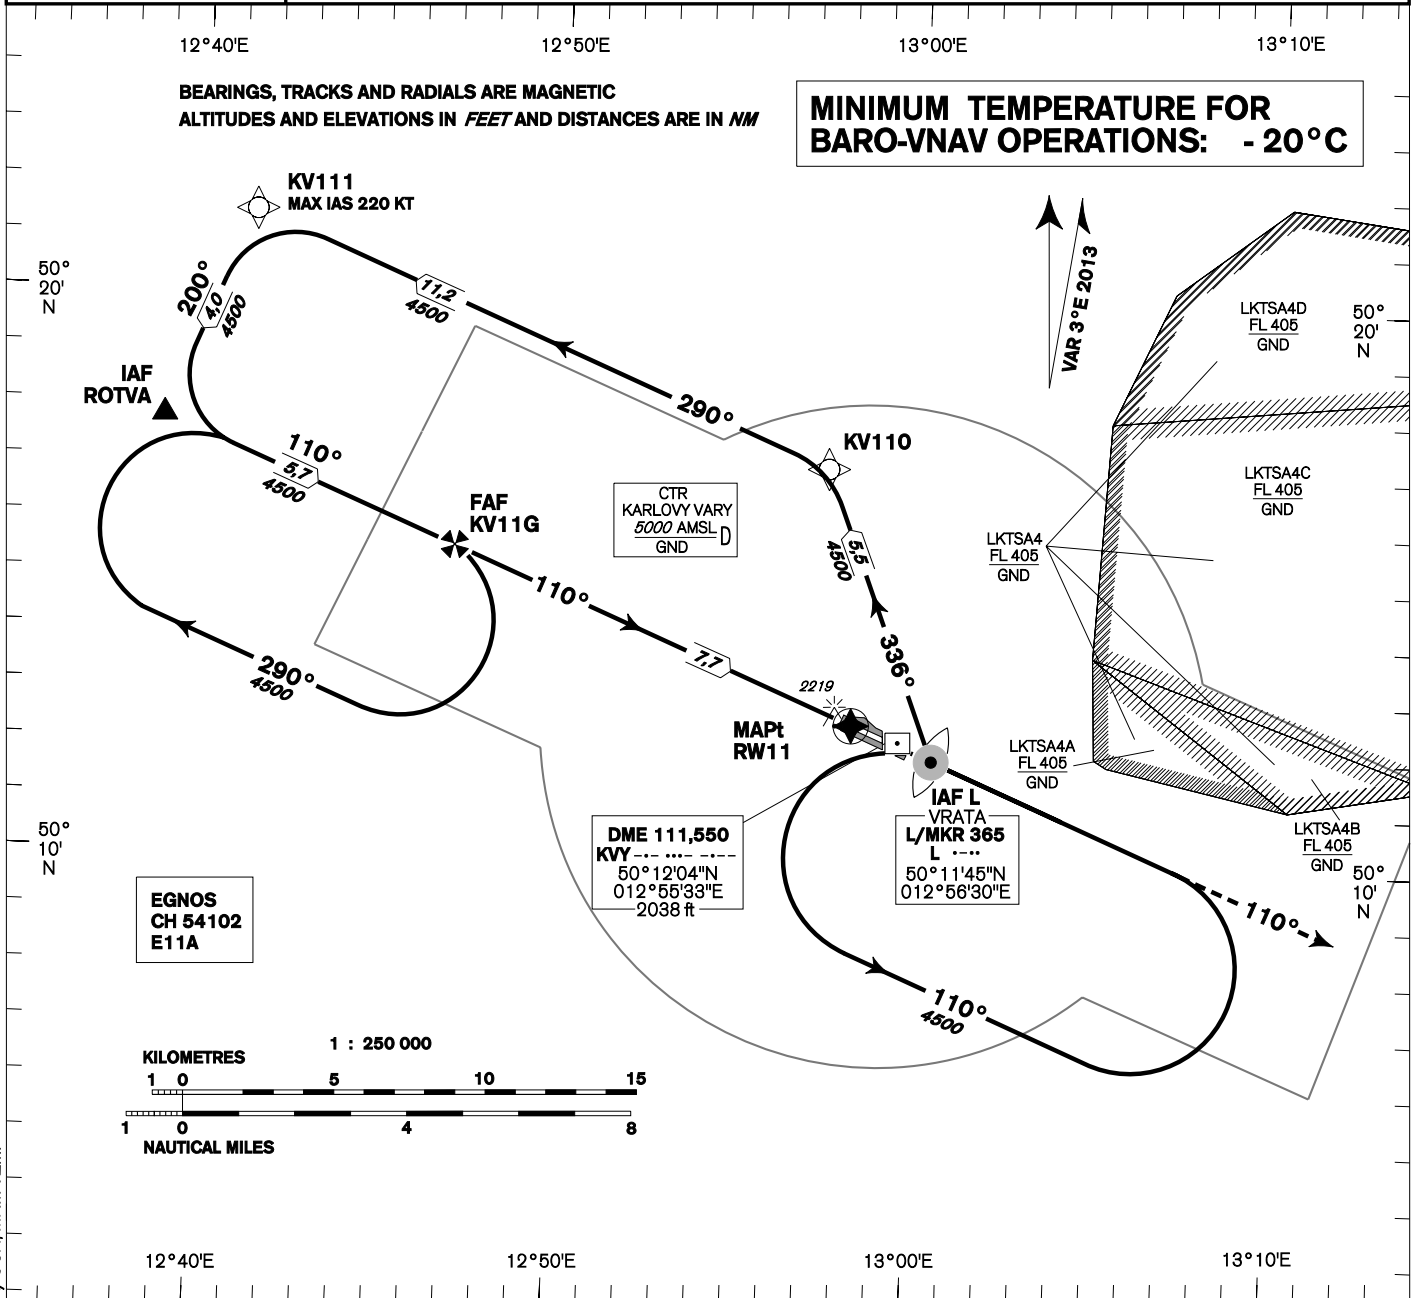 12°40'E
12°50'E
13°00'E
13°10'E
BEARINGS, TRACKS AND RADIALS ARE MAGNETIC
ALTITUDES AND ELEVATIONS IN FEET AND DISTANCES ARE IN NM
MINIMUM TEMPERATURE FOR
BARO-VNAV OPERATIONS: - 20°C
KV111
MAX IAS 220 KT
50°
20'
N
200°
4,0
4500
11,2
4500
290°
VAR 3°E 2013
LKTSA4D
FL 405
GND
50°
20'
N
IAF
ROTVA
110°
5,7
4500
KV110
FAF
KV11G
CTR
KARLOVY VARY
5000 AMSL D
GND
5,5
4500
LKTSA4C
FL 405
GND
LKTSA4
FL 405
GND
110°
336°
7,7
290°
4500
2219
MAPt
RW11
LKTSA4A
FL 405
GND
IAF L
VRATA
L/MKR 365
L ·-··
50°11'45"N
012°56'30"E
DME 111,550
KVY -·- ···- -·--
50°12'04"N
012°55'33"E
2038 ft
50°
10'
N
LKTSA4B
FL 405
GND
50°
10'
N
110°
EGNOS
CH 54102
E11A
110°
4500
1 : 250 000
KILOMETRES
1 0 5 10 15
1 0 4 8
NAUTICAL MILES
12°40'E
12°50'E
13°00'E
13°10'E